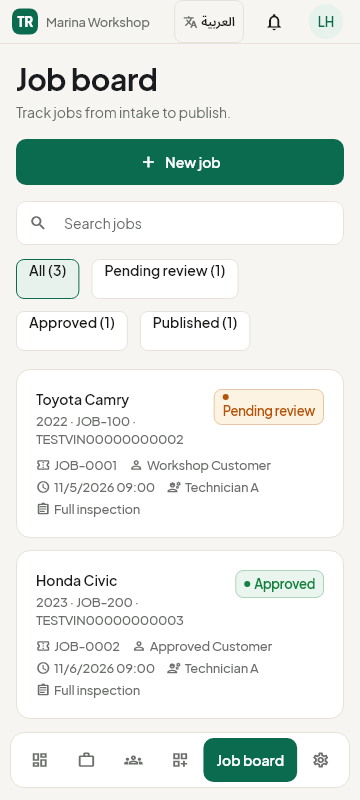 TR Marina Workshop العربية LH
Job board
Track jobs from intake to publish.
+ New job
Search jobs
All (3) Pending review (1)
Approved (1) Published (1)
Toyota Camry
Pending review
2022 · JOB-100 ·
TESTVIN00000000002
JOB-0001 Workshop Customer
11/5/2026 09:00 Technician A
Full inspection
Honda Civic
Approved
2023 · JOB-200 ·
TESTVIN00000000003
JOB-0002 Approved Customer
11/6/2026 09:00 Technician A
Full inspection
Job board